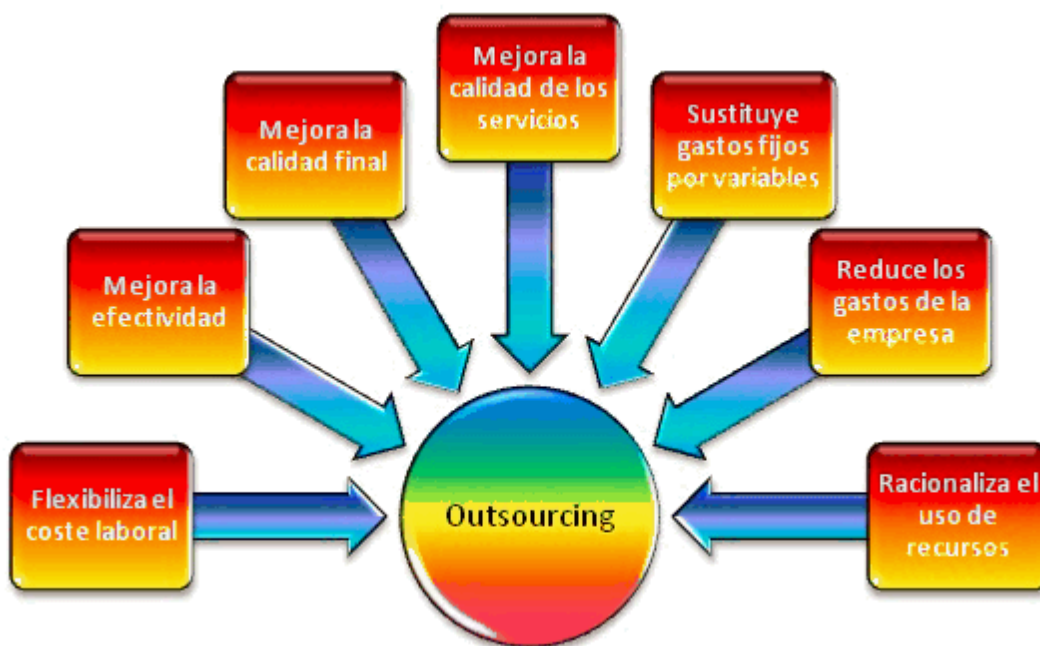 Mejora la
calidad de los
servicios
Mejora la
calidad final
Sustituye
gastos fijos
por variables
Mejora la
efectividad
Reduce los
gastos de la
empresa
Flexibiliza el
coste laboral
Outsourcing
Racionaliza el
uso de
recursos